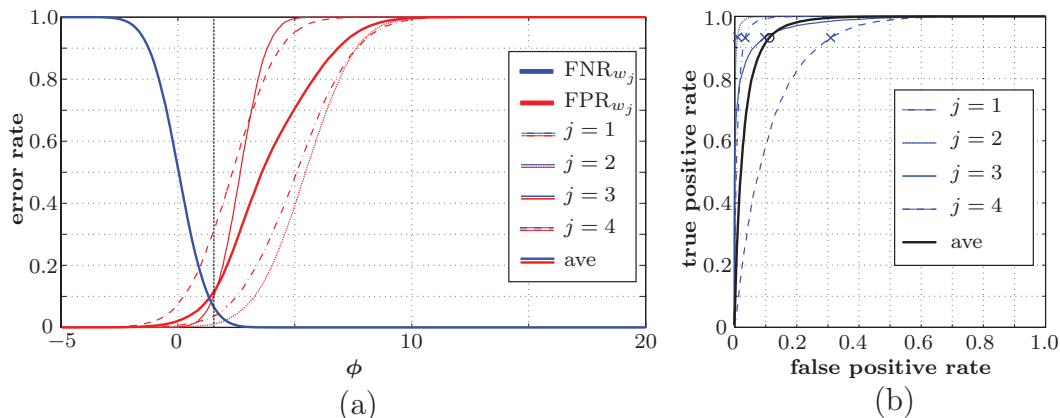 error rate
1.0
0.8
0.6
0.4
0.2
0
−5
0
5
10
15
20
ϕ
FNR_{w_j}
FPR_{w_j}
j = 1
j = 2
j = 3
j = 4
ave
(a)
true positive rate
1.0
0.8
0.6
0.4
0.2
0
0
0.2
0.4
0.6
0.8
1.0
false positive rate
j = 1
j = 2
j = 3
j = 4
ave
(b)